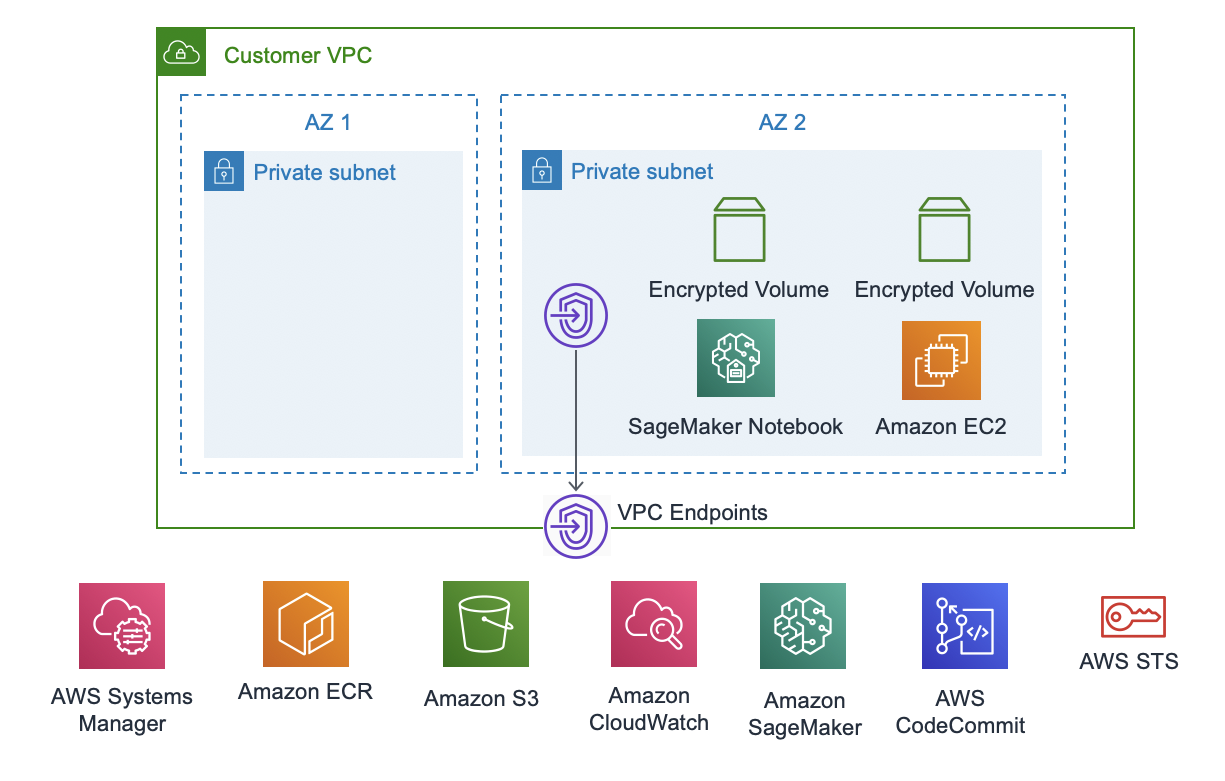 Customer VPC
AZ 1
Private subnet
AZ 2
Private subnet
Encrypted Volume
Encrypted Volume
SageMaker Notebook
Amazon EC2
VPC Endpoints
AWS Systems
Manager
Amazon ECR
Amazon S3
Amazon
CloudWatch
Amazon
SageMaker
AWS
CodeCommit
AWS STS